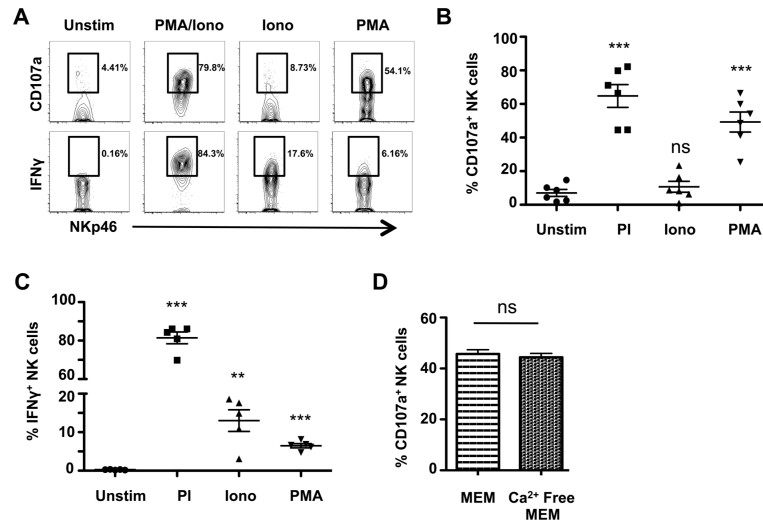 A
Unstim PMA/Iono Iono PMA
CD107a
4.41% 79.8% 8.73% 54.1%
IFNγ
0.16% 84.3% 17.6% 6.16%
NKp46
B
% CD107a⁺ NK cells
100
80
60
40
20
0
***
ns
***
Unstim PI Iono PMA
C
% IFNγ⁺ NK cells
100
80
60
20
10
0
***
**
***
Unstim PI Iono PMA
D
% CD107a⁺ NK cells
60
40
20
0
ns
MEM Ca²⁺ Free
MEM